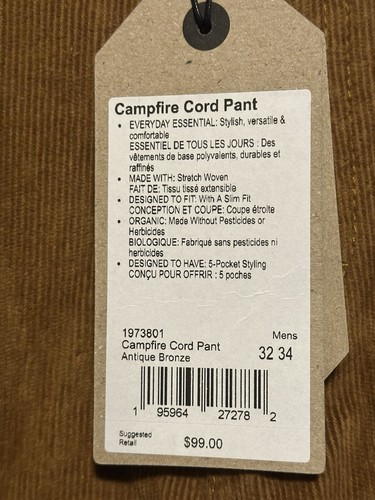 Campfire Cord Pant
• EVERYDAY ESSENTIAL: Stylish, versatile &
comfortable
ESSENTIEL DE TOUS LES JOURS : Des
vêtements de base polyvalents, durables et
raffinés
• MADE WITH: Stretch Woven
FAIT DE: Tissu tissé extensible
• DESIGNED TO FIT: With A Slim Fit
CONCEPTION ET COUPE: Coupe étroite
• ORGANIC: Made Without Pesticides or
Herbicides
BIOLOGIQUE: Fabriqué sans pesticides ni
herbicides
• DESIGNED TO HAVE: 5-Pocket Styling
CONÇU POUR OFFRIR : 5 poches
1973801 Mens
Campfire Cord Pant 32 34
Antique Bronze
1 95964 27278 2
Suggested
Retail $99.00